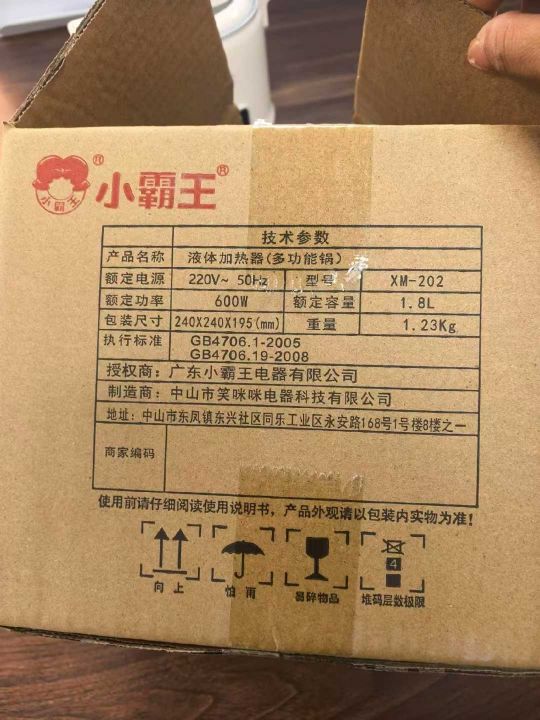 小霸王®
小霸王®
技术参数
产品名称 液体加热器(多功能锅)
额定电源 220V~ 50Hz 型号 XM-202
额定功率 600W 额定容量 1.8L
包装尺寸 240X240X195(mm) 重量 1.23Kg
执行标准 GB4706.1-2005
GB4706.19-2008
授权商：广东小霸王电器有限公司
制造商：中山市笑咪咪电器科技有限公司
地址：中山市东凤镇东兴社区同乐工业区永安路168号1号楼8楼之一
商家编码
使用前请仔细阅读使用说明书，产品外观请以包装内实物为准！
4
向上 怕雨 易碎物品 堆码层数极限